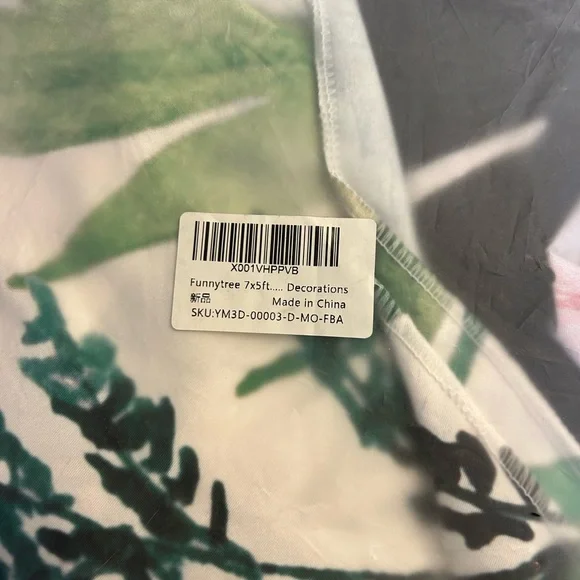 X001VHPPVB
Funnytree 7x5ft..... Decorations
新品 Made in China
SKU:YM3D-00003-D-MO-FBA